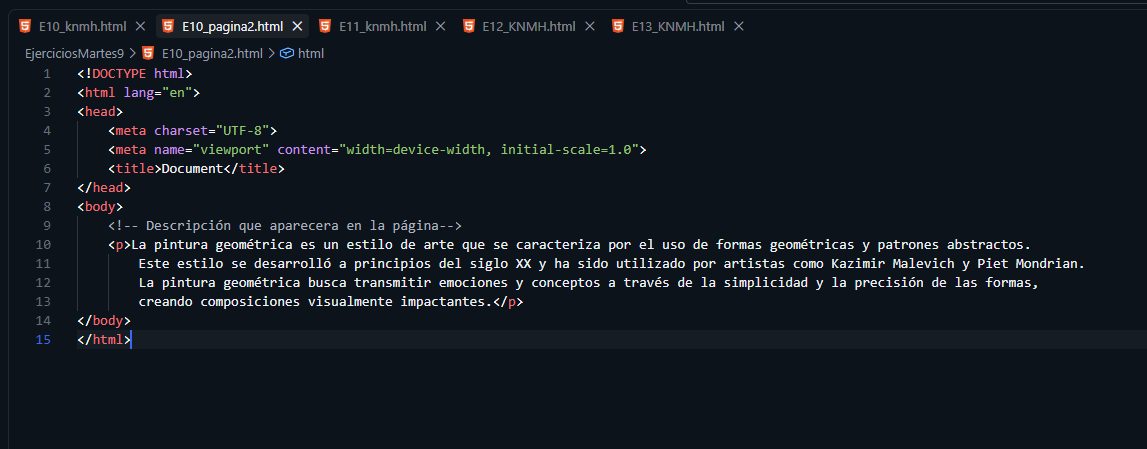 E10_knmh.html E10_pagina2.html E11_knmh.html E12_KNMH.html E13_KNMH.html
EjerciciosMartes9 > E10_pagina2.html > html
1 <!DOCTYPE html>
2 <html lang="en">
3 <head>
4 <meta charset="UTF-8">
5 <meta name="viewport" content="width=device-width, initial-scale=1.0">
6 <title>Document</title>
7 </head>
8 <body>
9 <!-- Descripción que aparecera en la página-->
10 <p>La pintura geométrica es un estilo de arte que se caracteriza por el uso de formas geométricas y patrones abstractos.
11 Este estilo se desarrolló a principios del siglo XX y ha sido utilizado por artistas como Kazimir Malevich y Piet Mondrian.
12 La pintura geométrica busca transmitir emociones y conceptos a través de la simplicidad y la precisión de las formas,
13 creando composiciones visualmente impactantes.</p>
14 </body>
15 </html>